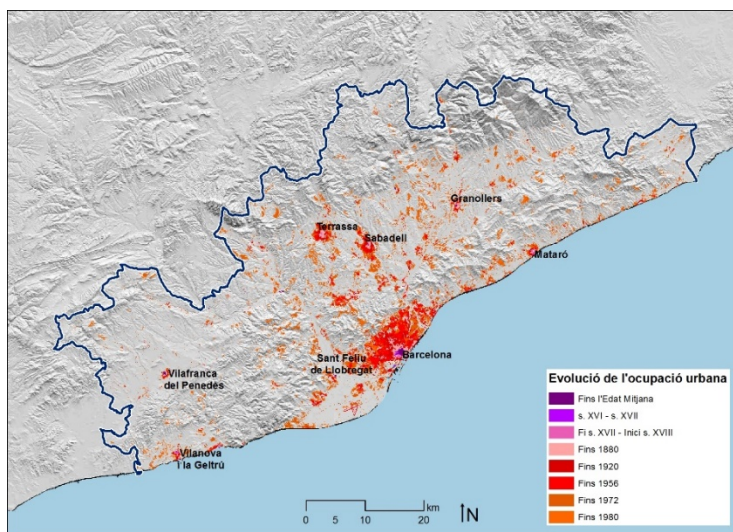 Granollers
Terrassa
Sabadell
Mataró
Barcelona
Sant Feliu
de Llobregat
Vilafranca
del Penedès
Vilanova
i la Geltrú
Evolució de l'ocupació urbana
Fins l'Edat Mitjana
s. XVI - s. XVII
Fi s. XVII - Inici s. XVIII
Fins 1880
Fins 1920
Fins 1956
Fins 1972
Fins 1980
km
0 10 20
N